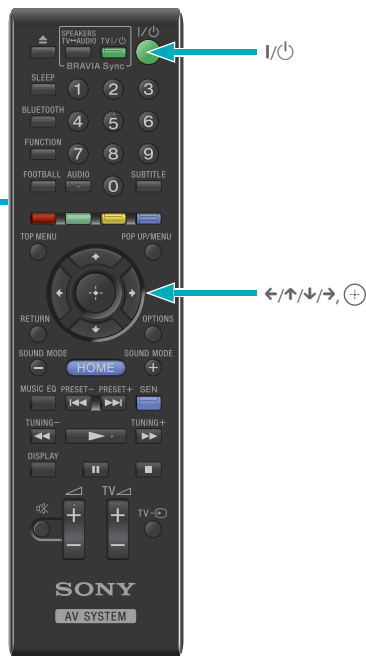 SPEAKERS
TV↔AUDIO TV I/⏻ I/⏻
BRAVIA Sync
I/⏻
SLEEP
1 2 3
BLUETOOTH
4 5 6
FUNCTION
7 8 9
FOOTBALL AUDIO 0 SUBTITLE
TOP MENU POP UP/MENU
←/↑/↓/→, ⊕
RETURN OPTIONS
SOUND MODE SOUND MODE
− HOME +
MUSIC EQ PRESET− PRESET+ SEN
TUNING− TUNING+
DISPLAY
TV
+ + TV
− −
SONY
AV SYSTEM